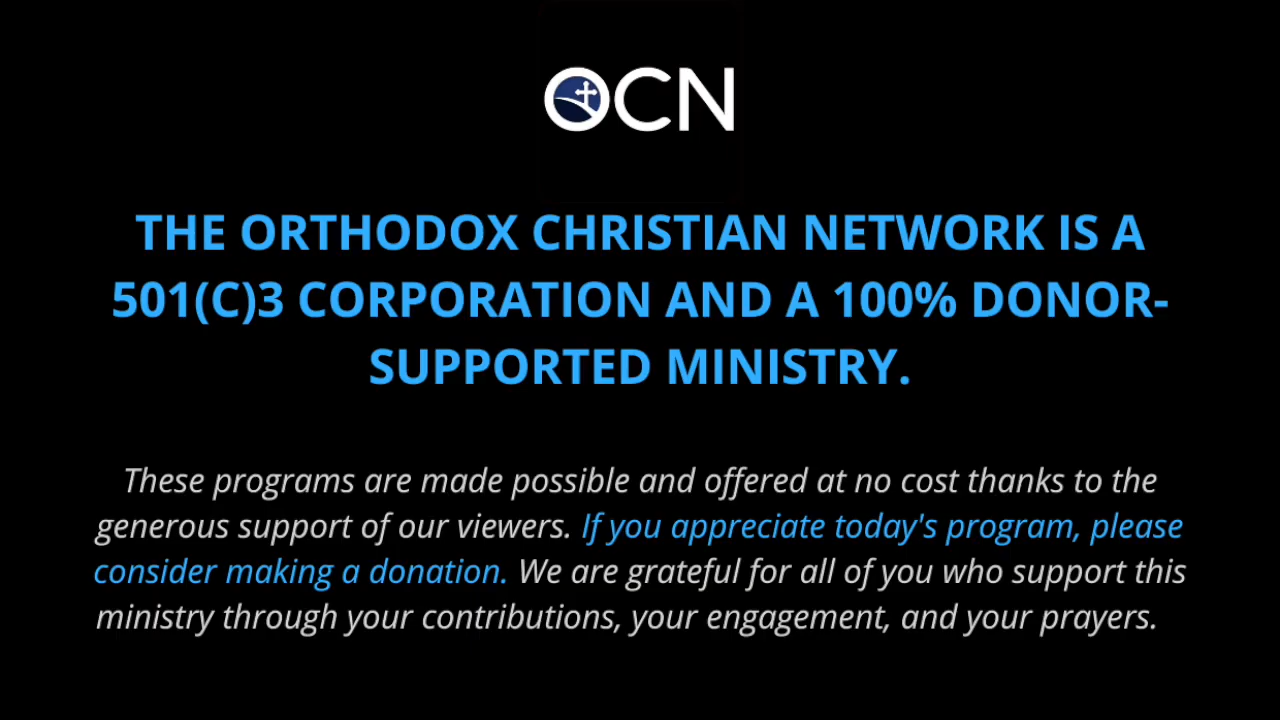 OCN
THE ORTHODOX CHRISTIAN NETWORK IS A
501(C)3 CORPORATION AND A 100% DONOR-
SUPPORTED MINISTRY.
These programs are made possible and offered at no cost thanks to the
generous support of our viewers. If you appreciate today's program, please
consider making a donation. We are grateful for all of you who support this
ministry through your contributions, your engagement, and your prayers.